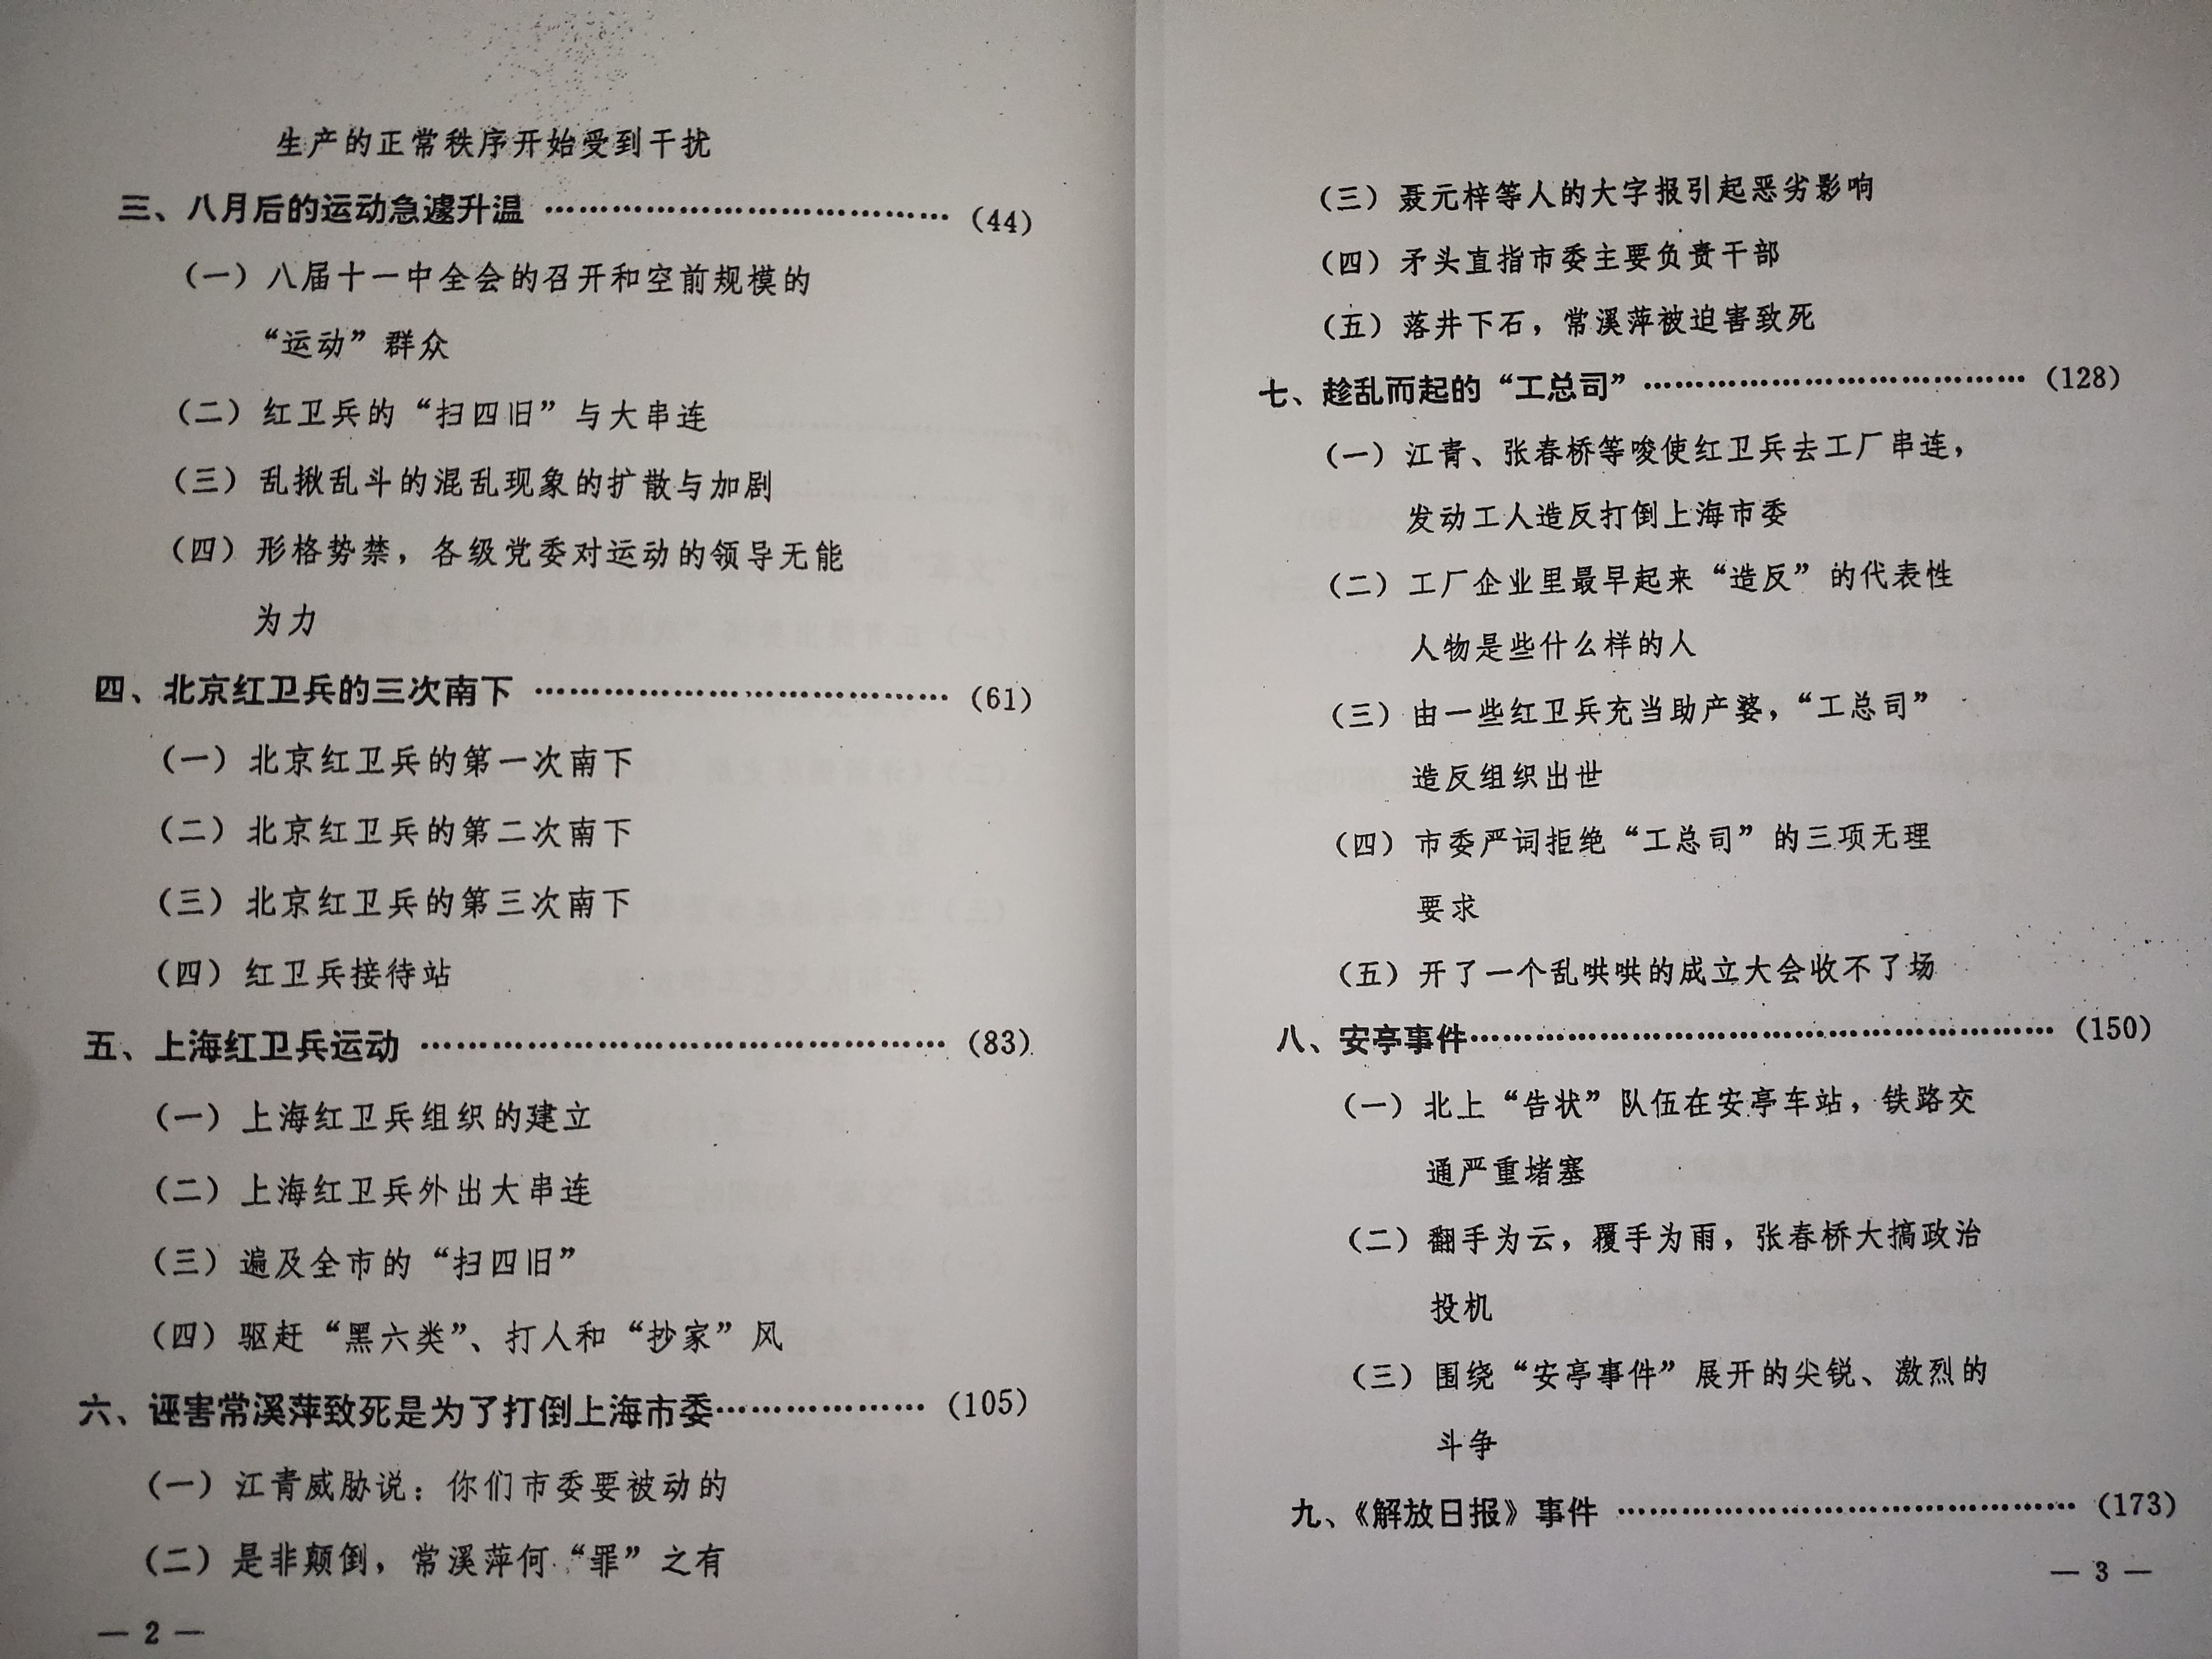 生产的正常秩序开始受到干扰
三、八月后的运动急遽升温 …………………………………… (44)
(一) 八届十一中全会的召开和空前规模的
“运动” 群众
(二) 红卫兵的 “扫四旧” 与大串连
(三) 乱揪乱斗的混乱现象的扩散与加剧
(四) 形格势禁，各级党委对运动的领导无能
为力
四、北京红卫兵的三次南下 …………………………………… (61)
(一) 北京红卫兵的第一次南下
(二) 北京红卫兵的第二次南下
(三) 北京红卫兵的第三次南下
(四) 红卫兵接待站
五、上海红卫兵运动 …………………………………………… (83)
(一) 上海红卫兵组织的建立
(二) 上海红卫兵外出大串连
(三) 遍及全市的 “扫四旧”
(四) 驱赶 “黑六类”、打人和 “抄家” 风
六、诬害常溪萍致死是为了打倒上海市委………………… (105)
(一) 江青威胁说：你们市委要被动的
(二) 是非颠倒，常溪萍何 “罪” 之有
— 2 —
(三) 聂元梓等人的大字报引起恶劣影响
(四) 矛头直指市委主要负责干部
(五) 落井下石，常溪萍被迫害致死
七、趁乱而起的 “工总司” ………………………………… (128)
(一) 江青、张春桥等唆使红卫兵去工厂串连，
发动工人造反打倒上海市委
(二) 工厂企业里最早起来 “造反” 的代表性
人物是些什么样的人
(三) 由一些红卫兵充当助产婆，“工总司”
造反组织出世
(四) 市委严词拒绝 “工总司” 的三项无理
要求
(五) 开了一个乱哄哄的成立大会收不了场
八、安亭事件………………………………………………… (150)
(一) 北上 “告状” 队伍在安亭车站，铁路交
通严重堵塞
(二) 翻手为云，覆手为雨，张春桥大搞政治
投机
(三) 围绕 “安亭事件” 展开的尖锐、激烈的
斗争
九、《解放日报》事件 ……………………………………… (173)
— 3 —